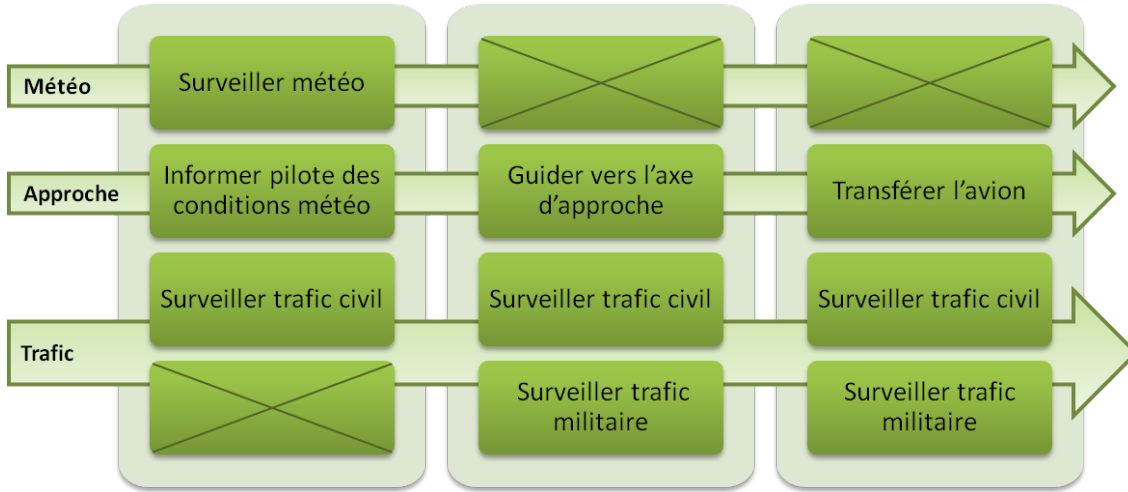 Météo
Surveiller météo
Approche
Informer pilote des
conditions météo
Guider vers l’axe
d’approche
Transférer l’avion
Trafic
Surveiller trafic civil
Surveiller trafic civil
Surveiller trafic civil
Surveiller trafic
militaire
Surveiller trafic
militaire